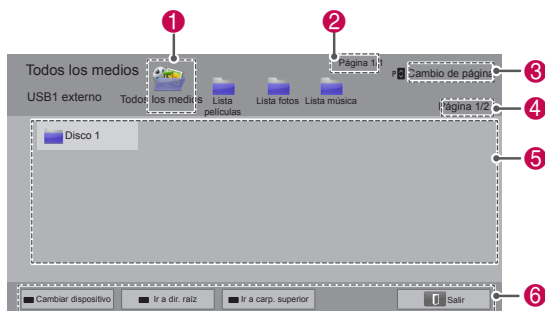 1
2
Página 1/1
3
Todos los medios
P Cambio de página
USB1 externo
Todos los medios
Lista películas
Lista fotos
Lista música
Página 1/2
4
Disco 1
5
Cambiar dispositivo
Ir a dir. raíz
Ir a carp. superior
Salir
6